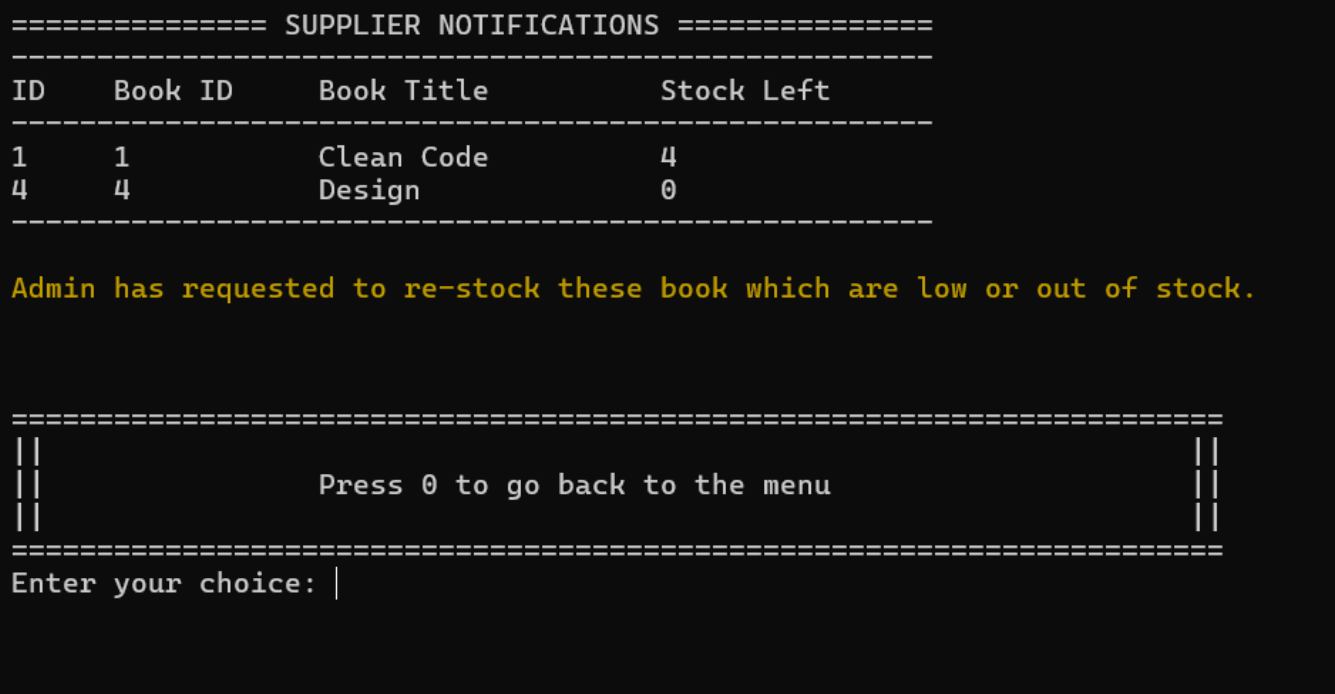 =============== SUPPLIER NOTIFICATIONS ===============
------------------------------------------------------
ID    Book ID     Book Title          Stock Left
------------------------------------------------------
1     1           Clean Code          4
4     4           Design              0
------------------------------------------------------
Admin has requested to re-stock these book which are low or out of stock.
=======================================================================
||                                                                   ||
||                Press 0 to go back to the menu                     ||
||                                                                   ||
=======================================================================
Enter your choice: